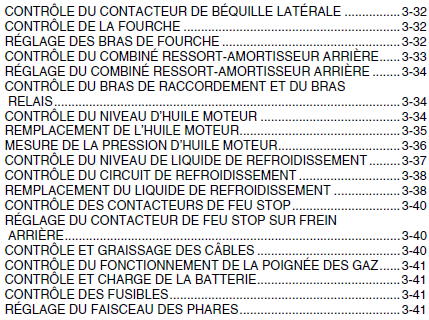 CONTRÔLE DU CONTACTEUR DE BÉQUILLE LATÉRALE ............... 3-32
CONTRÔLE DE LA FOURCHE ............................................................ 3-32
RÉGLAGE DES BRAS DE FOURCHE ................................................ 3-32
CONTRÔLE DU COMBINÉ RESSORT-AMORTISSEUR ARRIÈRE ..... 3-33
RÉGLAGE DU COMBINÉ RESSORT-AMORTISSEUR ARRIÈRE ....... 3-34
CONTRÔLE DU BRAS DE RACCORDEMENT ET DU BRAS
RELAIS .................................................................................................. 3-34
CONTRÔLE DU NIVEAU D'HUILE MOTEUR ...................................... 3-34
REMPLACEMENT DE L'HUILE MOTEUR ........................................... 3-35
MESURE DE LA PRESSION D'HUILE MOTEUR ................................ 3-36
CONTRÔLE DU NIVEAU DE LIQUIDE DE REFROIDISSEMENT ........ 3-37
CONTRÔLE DU CIRCUIT DE REFROIDISSEMENT ........................... 3-38
REMPLACEMENT DU LIQUIDE DE REFROIDISSEMENT ................. 3-38
CONTRÔLE DES CONTACTEURS DE FEU STOP ............................. 3-40
RÉGLAGE DU CONTACTEUR DE FEU STOP SUR FREIN
ARRIÈRE ............................................................................................... 3-40
CONTRÔLE ET GRAISSAGE DES CÂBLES ....................................... 3-40
CONTRÔLE DU FONCTIONNEMENT DE LA POIGNÉE DES GAZ ..... 3-41
CONTRÔLE ET CHARGE DE LA BATTERIE ....................................... 3-41
CONTRÔLE DES FUSIBLES ................................................................ 3-41
RÉGLAGE DU FAISCEAU DES PHARES ............................................ 3-41